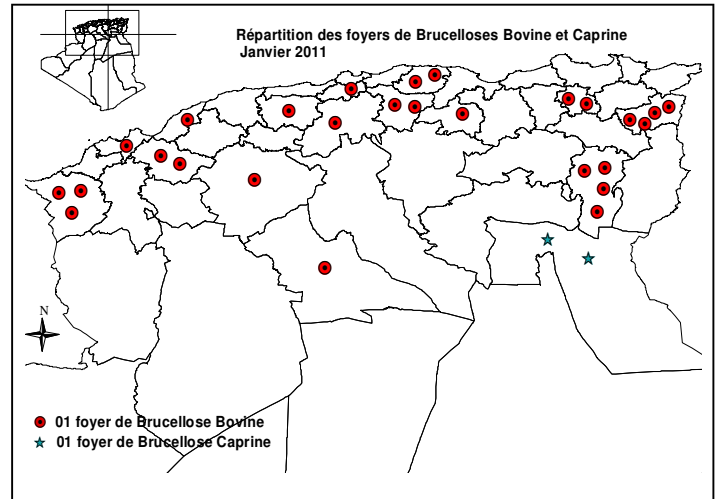 Répartition des foyers de Brucelloses Bovine et Caprine
Janvier 2011
N
01 foyer de Brucellose Bovine
01 foyer de Brucellose Caprine